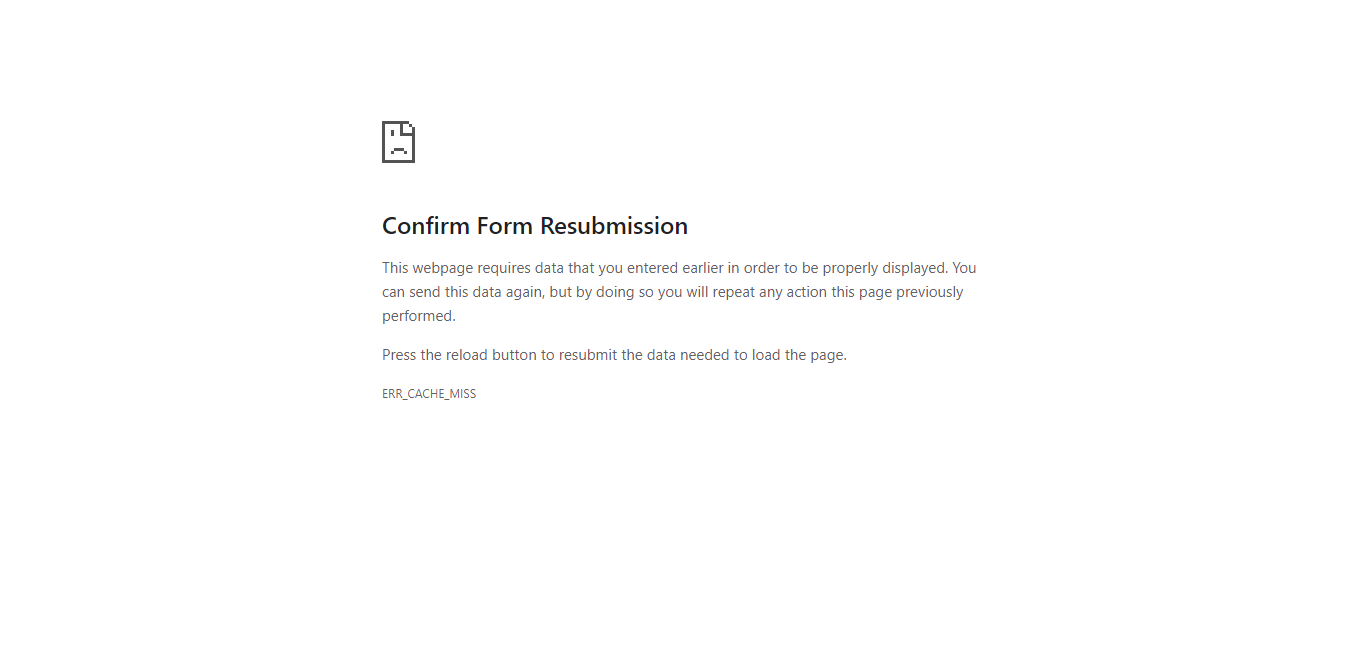 Confirm Form Resubmission
This webpage requires data that you entered earlier in order to be properly displayed. You
can send this data again, but by doing so you will repeat any action this page previously
performed.
Press the reload button to resubmit the data needed to load the page.
ERR_CACHE_MISS